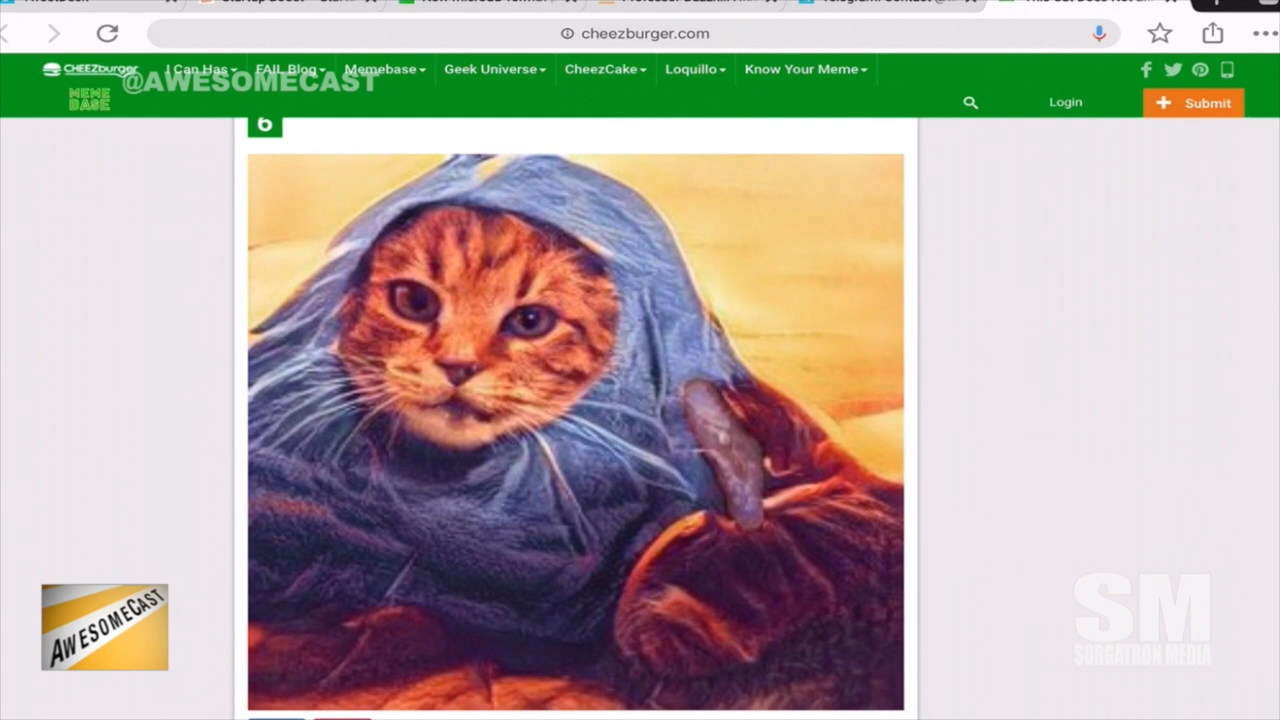 cheezburger.com
CHEEZburger I Can Has FAIL Blog Memebase Geek Universe CheezCake Loquillo Know Your Meme
@AWESOMECAST
MEME
BASE
Login
+ Submit
6
AWESOMECAST
SM
SORGATRON MEDIA